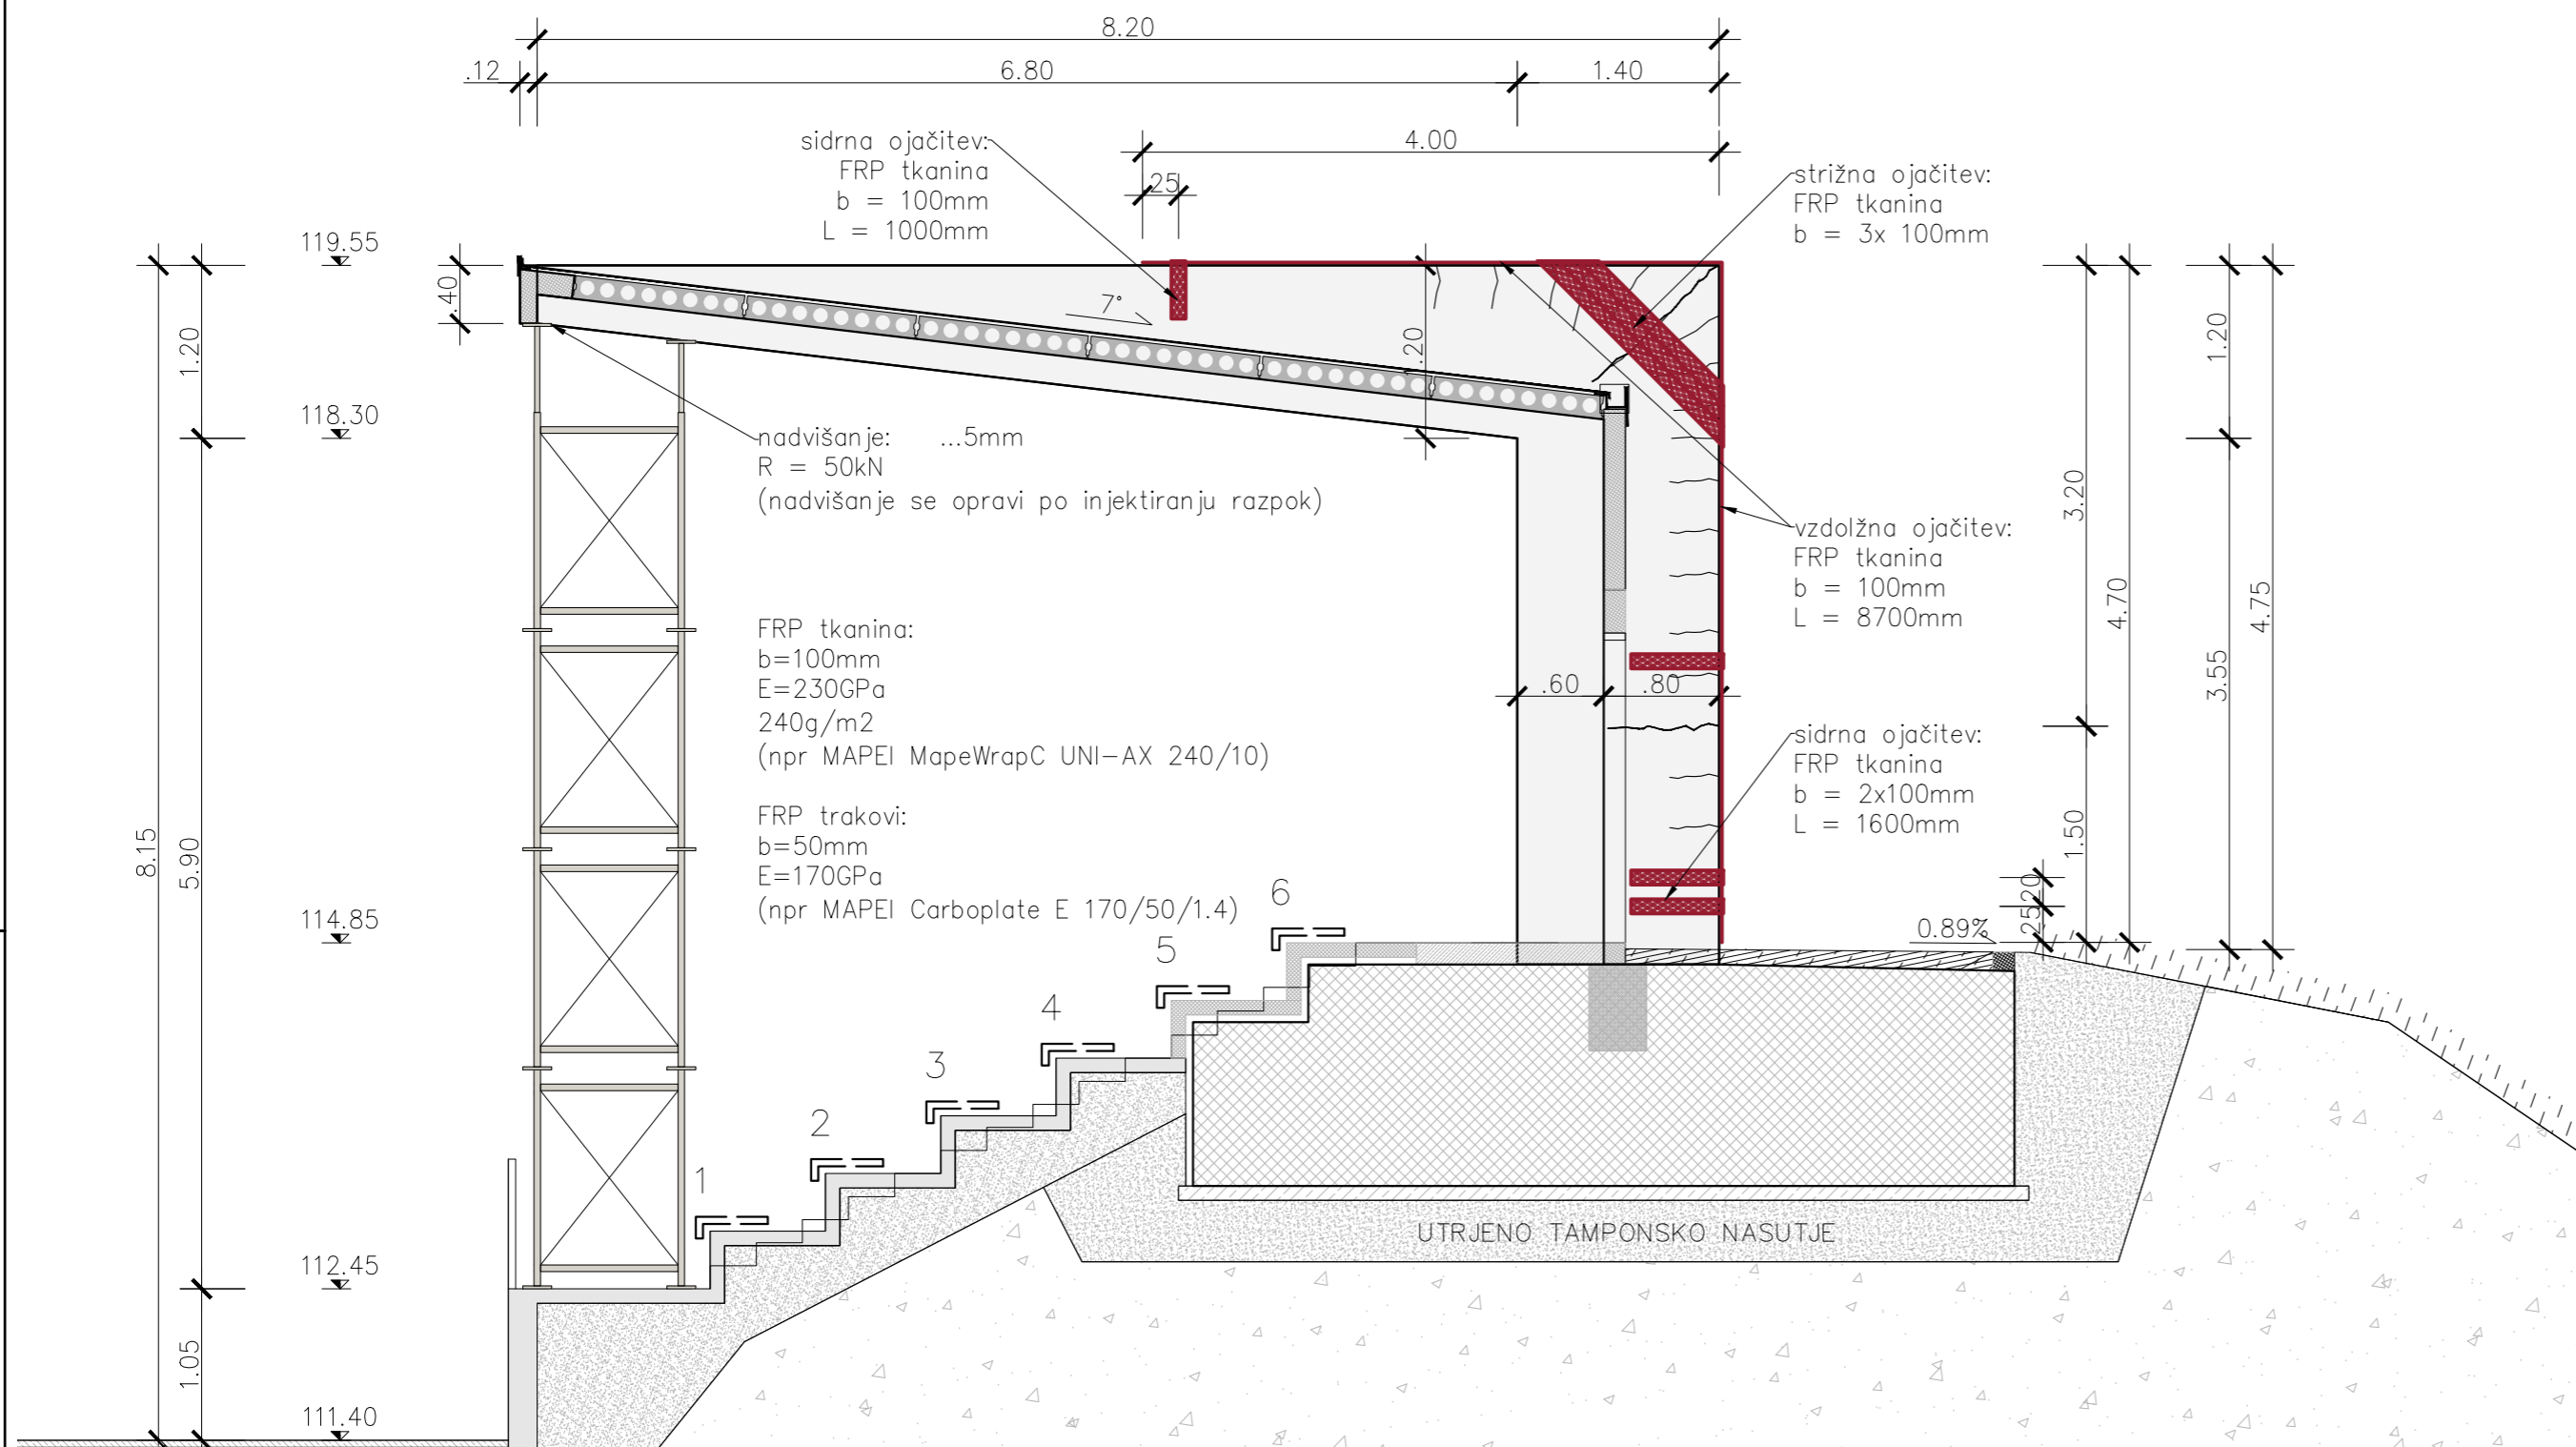 8.20
.12
6.80
1.40
4.00
.25
sidrna ojačitev:
FRP tkanina
b = 100mm
L = 1000mm
strižna ojačitev:
FRP tkanina
b = 3x 100mm
119.55
.40
1.20
7°
.20
1.20
118.30
nadvišanje: ...5mm
R = 50kN
(nadvišanje se opravi po injektiranju razpok)
3.20
vzdolžna ojačitev:
FRP tkanina
b = 100mm
L = 8700mm
4.70
4.75
3.55
FRP tkanina:
b=100mm
E=230GPa
240g/m2
(npr MAPEI MapeWrapC UNI-AX 240/10)
.60
.80
sidrna ojačitev:
FRP tkanina
b = 2x100mm
L = 1600mm
FRP trakovi:
b=50mm
E=170GPa
(npr MAPEI Carboplate E 170/50/1.4)
8.15
5.90
1.50
.20
.25
114.85
0.89%
6
5
4
3
2
1
UTRJENO TAMPONSKO NASUTJE
112.45
1.05
111.40